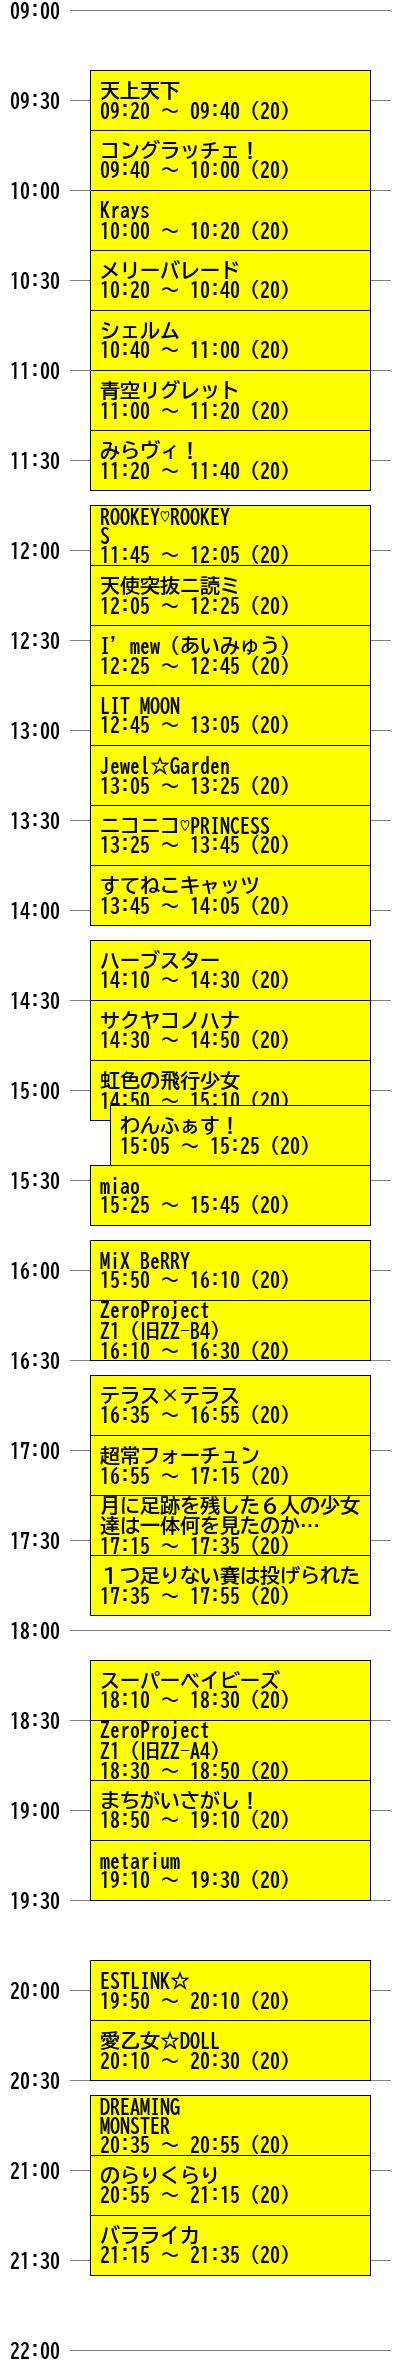 09:00
天上天下
09:30
09:20 ～ 09:40 (20)
コングラッチェ！
09:40 ～ 10:00 (20)
10:00
Krays
10:00 ～ 10:20 (20)
メリーバレード
10:30
10:20 ～ 10:40 (20)
シェルム
10:40 ～ 11:00 (20)
11:00
青空リグレット
11:00 ～ 11:20 (20)
みらヴィ！
11:30
11:20 ～ 11:40 (20)
ROOKEY♡ROOKEY
S
12:00
11:45 ～ 12:05 (20)
天使突抜ニ読ミ
12:05 ～ 12:25 (20)
12:30
I’mew（あいみゅう）
12:25 ～ 12:45 (20)
LIT MOON
13:00
12:45 ～ 13:05 (20)
Jewel☆Garden
13:05 ～ 13:25 (20)
13:30
ニコニコ♡PRINCESS
13:25 ～ 13:45 (20)
すてねこキャッツ
14:00
13:45 ～ 14:05 (20)
ハーブスター
14:10 ～ 14:30 (20)
14:30
サクヤコノハナ
14:30 ～ 14:50 (20)
虹色の飛行少女
15:00
14:50 ～ 15:10 (20)
わんふぁす！
15:05 ～ 15:25 (20)
15:30
miao
15:25 ～ 15:45 (20)
MiX BeRRY
16:00
15:50 ～ 16:10 (20)
ZeroProject
Z1（旧ZZ-B4）
16:10 ～ 16:30 (20)
16:30
テラス×テラス
16:35 ～ 16:55 (20)
17:00
超常フォーチュン
16:55 ～ 17:15 (20)
月に足跡を残した６人の少女
達は一体何を見たのか…
17:30
17:15 ～ 17:35 (20)
１つ足りない賽は投げられた
17:35 ～ 17:55 (20)
18:00
スーパーベイビーズ
18:10 ～ 18:30 (20)
18:30
ZeroProject
Z1（旧ZZ-A4）
18:30 ～ 18:50 (20)
まちがいさがし！
19:00
18:50 ～ 19:10 (20)
metarium
19:10 ～ 19:30 (20)
19:30
ESTLINK☆
20:00
19:50 ～ 20:10 (20)
愛乙女☆DOLL
20:10 ～ 20:30 (20)
20:30
DREAMING
MONSTER
20:35 ～ 20:55 (20)
21:00
のらりくらり
20:55 ～ 21:15 (20)
バラライカ
21:30
21:15 ～ 21:35 (20)
22:00